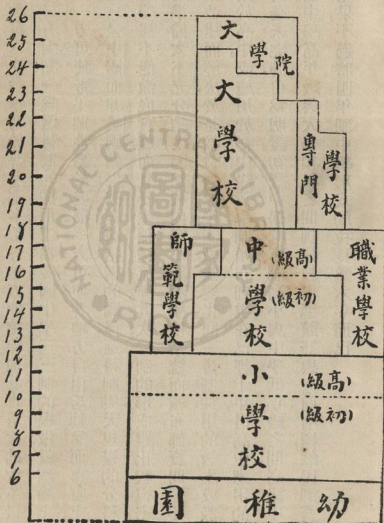 26
25
24
23
22
21
20
19
18
17
16
15
14
13
12
11
10
9
8
7
6
大學院
大學校
專門學校
師範學校
中學校
(高級)
(初級)
職業學校
小學校
(高級)
(初級)
幼稚園
NATIONAL CENTRAL